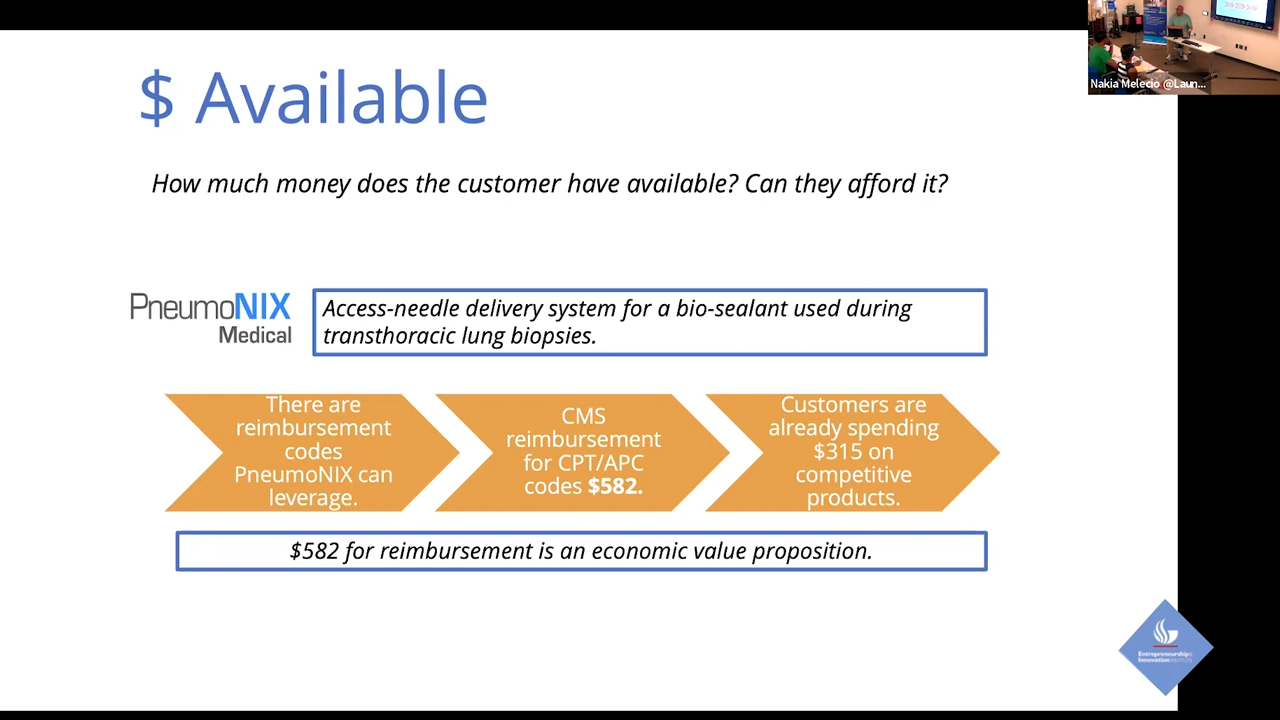 Nakia Melecio @Laun...
$ Available
How much money does the customer have available? Can they afford it?
PneumoNIX
Medical
Access-needle delivery system for a bio-sealant used during
transthoracic lung biopsies.
There are
reimbursement
codes
PneumoNIX can
leverage.
CMS
reimbursement
for CPT/APC
codes $582.
Customers are
already spending
$315 on
competitive
products.
$582 for reimbursement is an economic value proposition.
Entrepreneurship
Innovation